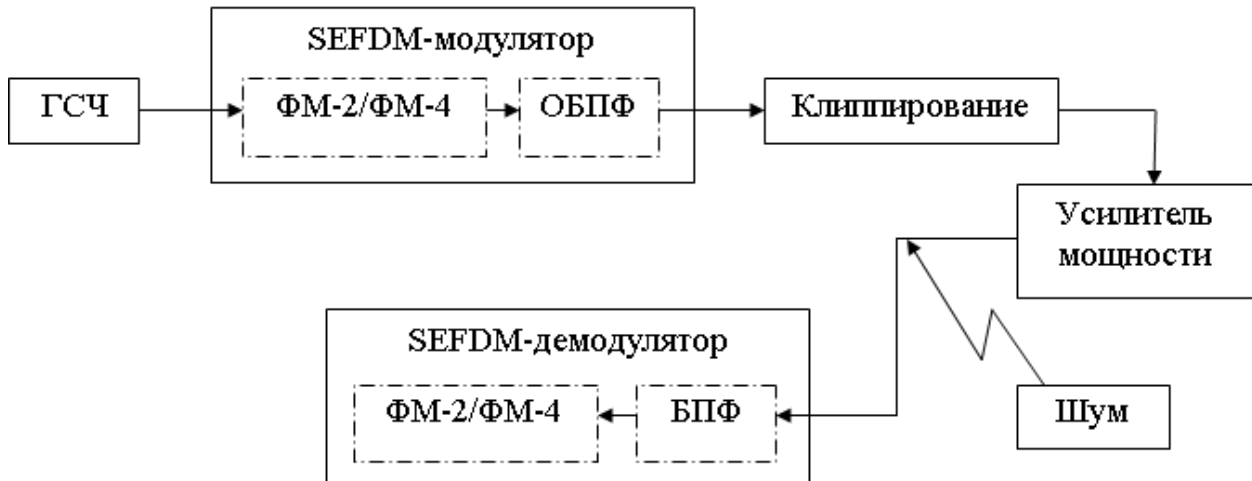 SEFDM-модулятор
ГСЧ
ФМ-2/ФМ-4
ОБПФ
Клиппирование
Усилитель
мощности
SEFDM-демодулятор
ФМ-2/ФМ-4
БПФ
Шум